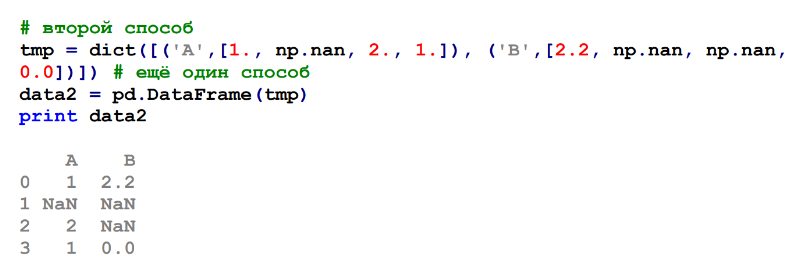 # второй способ
tmp = dict([('A',[1., np.nan, 2., 1.]), ('B',[2.2, np.nan, np.nan,
0.0])]) # ещё один способ
data2 = pd.DataFrame(tmp)
print data2
A B
0 1 2.2
1 NaN NaN
2 2 NaN
3 1 0.0